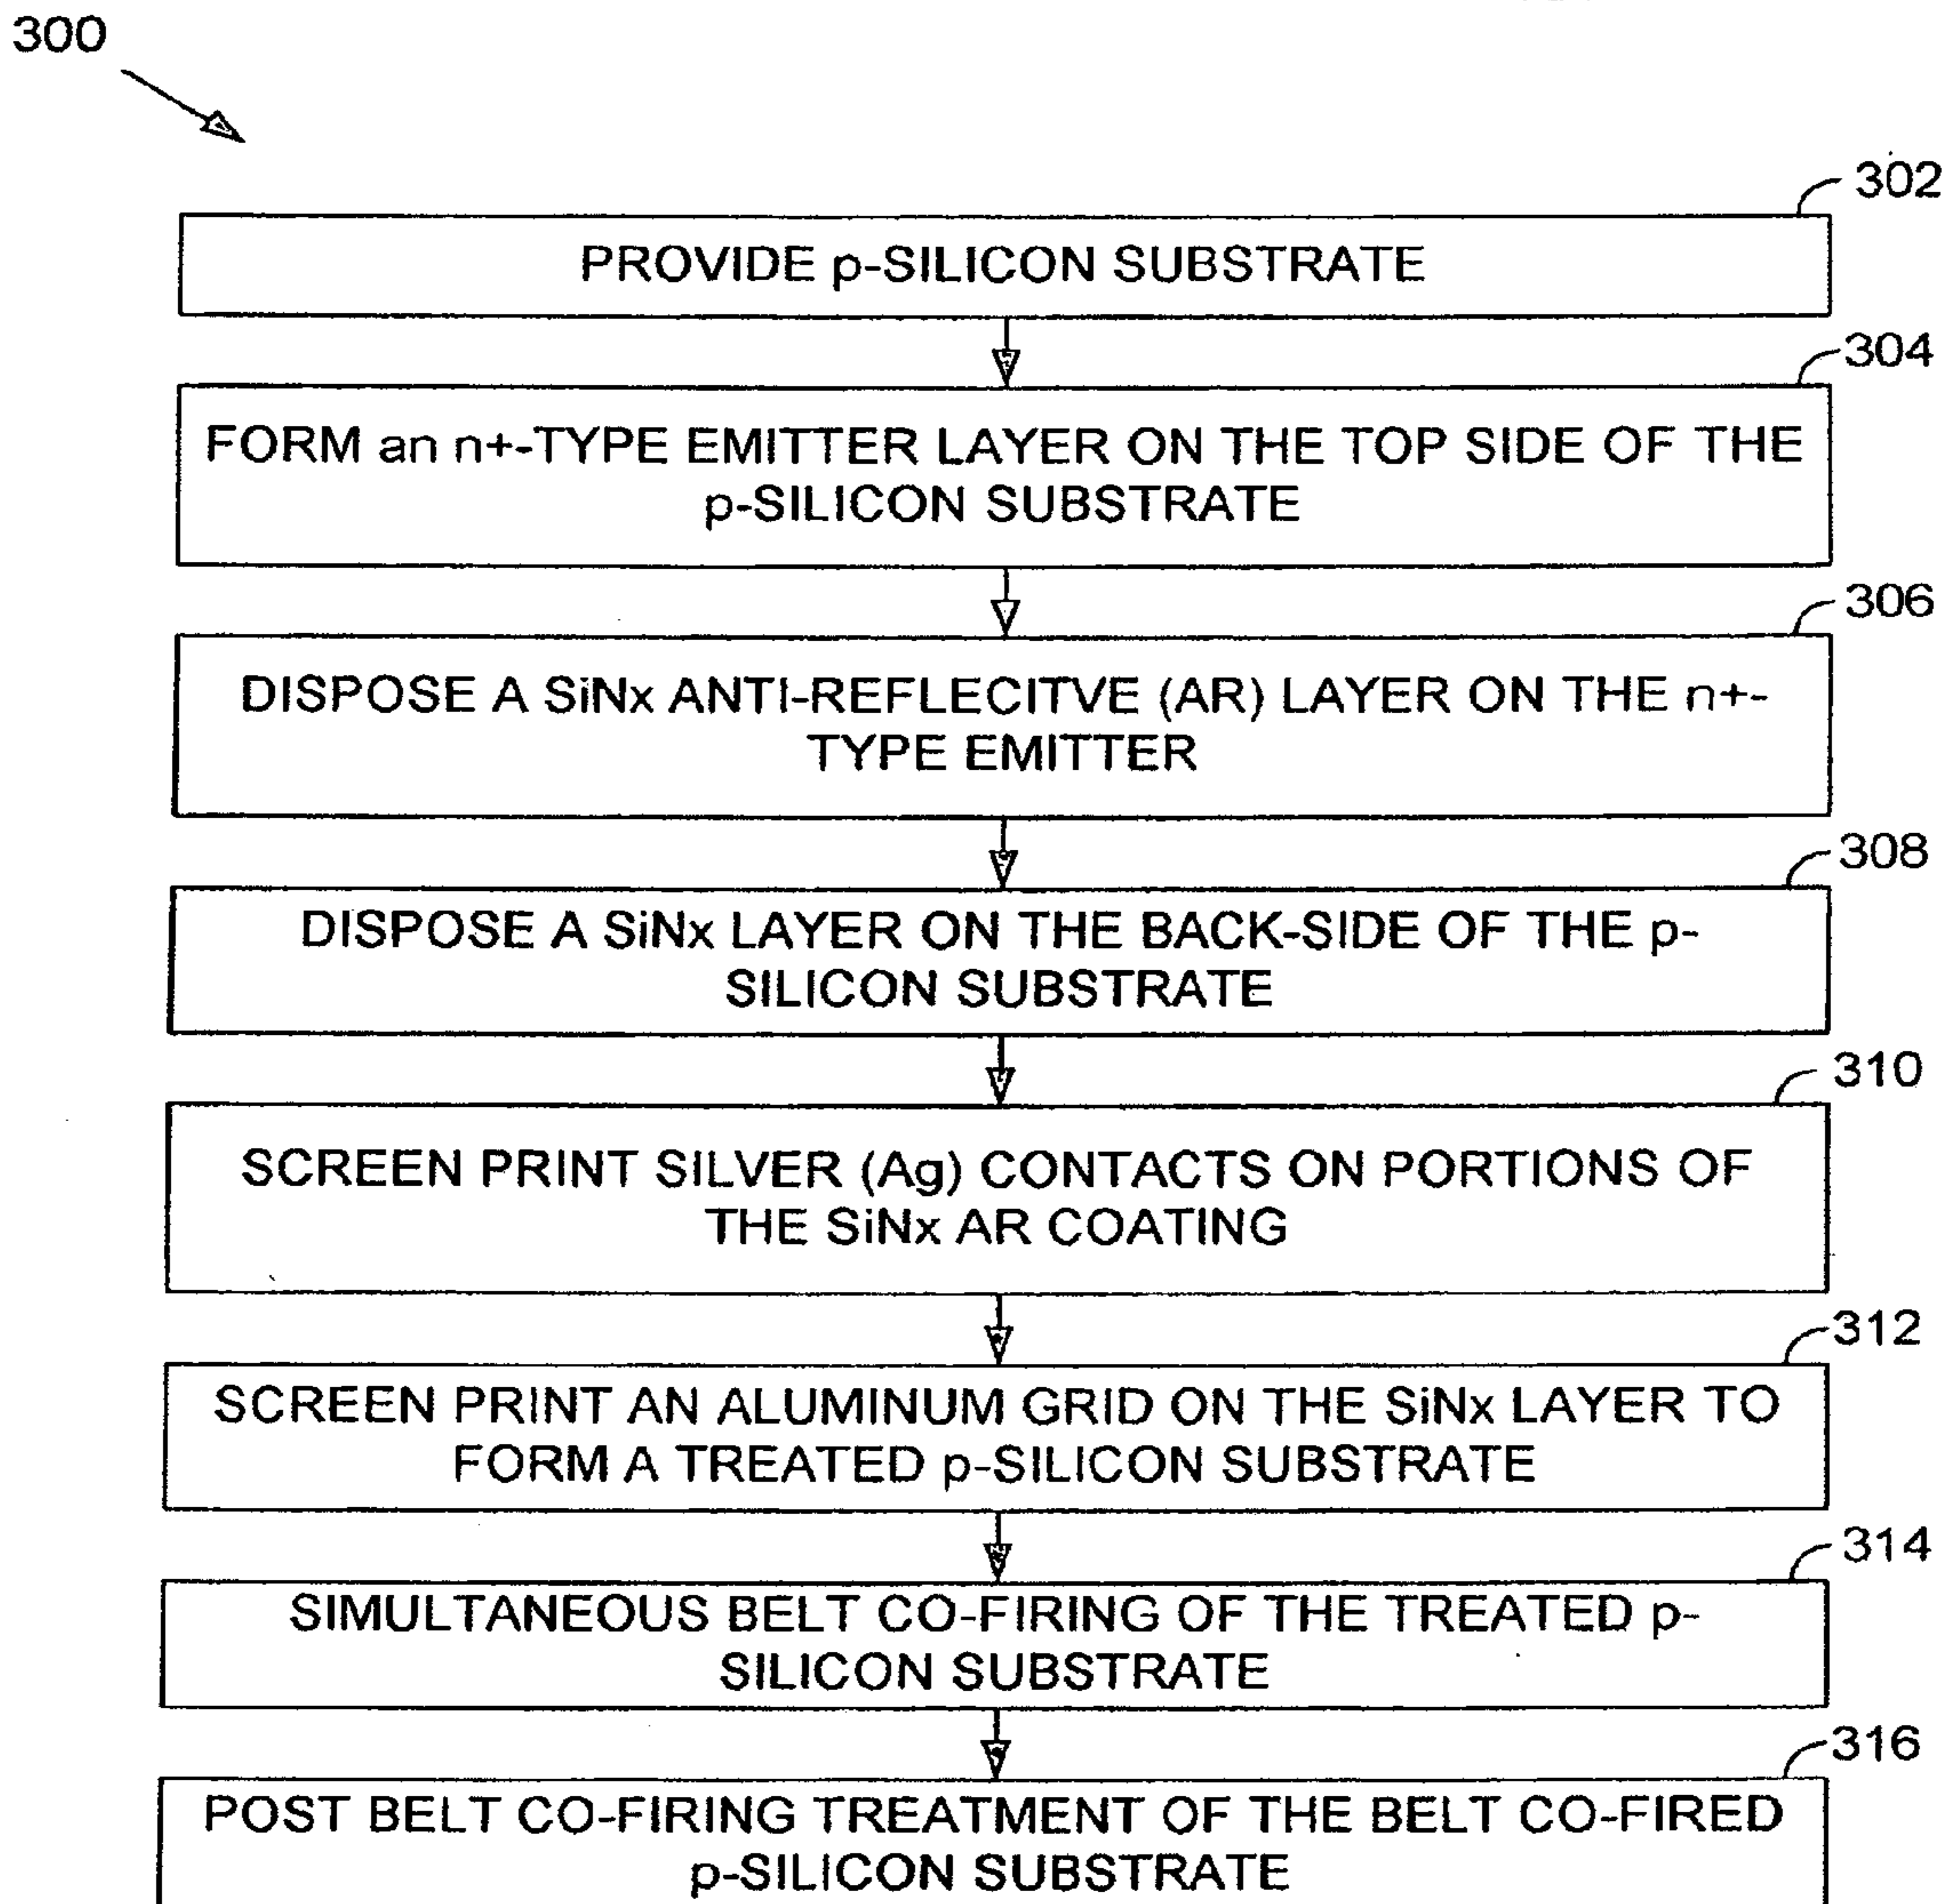 300
302
PROVIDE p-SILICON SUBSTRATE
304
FORM an n+-TYPE EMITTER LAYER ON THE TOP SIDE OF THE
p-SILICON SUBSTRATE
306
DISPOSE A SiNx ANTI-REFLECITVE (AR) LAYER ON THE n+-
TYPE EMITTER
308
DISPOSE A SiNx LAYER ON THE BACK-SIDE OF THE p-
SILICON SUBSTRATE
310
SCREEN PRINT SILVER (Ag) CONTACTS ON PORTIONS OF
THE SiNx AR COATING
312
SCREEN PRINT AN ALUMINUM GRID ON THE SiNx LAYER TO
FORM A TREATED p-SILICON SUBSTRATE
314
SIMULTANEOUS BELT CO-FIRING OF THE TREATED p-
SILICON SUBSTRATE
316
POST BELT CO-FIRING TREATMENT OF THE BELT CO-FIRED
p-SILICON SUBSTRATE